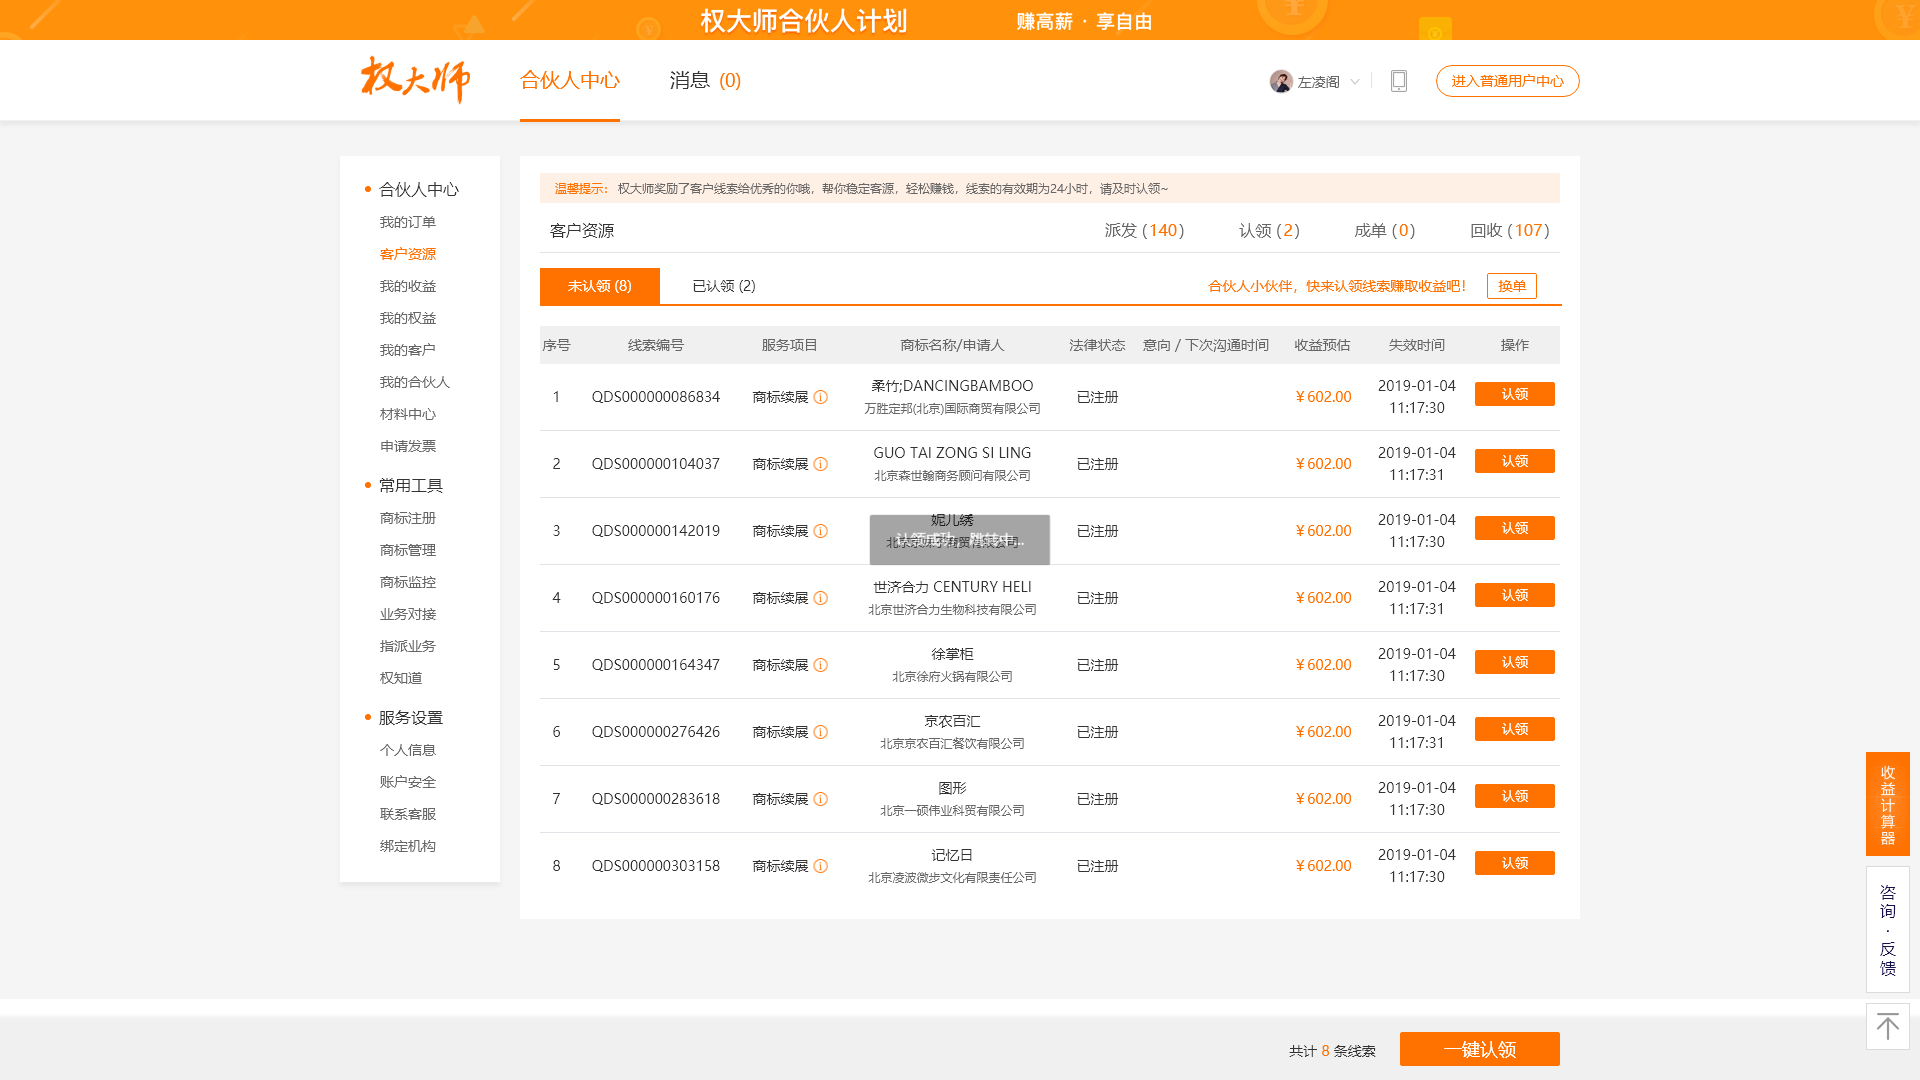 权大师合伙人计划 赚高薪 · 享自由
权大师 合伙人中心 消息 (0) 左凌阁 进入普通用户中心
合伙人中心
我的订单
客户资源
我的收益
我的权益
我的客户
我的合伙人
材料中心
申请发票
常用工具
商标注册
商标管理
商标监控
业务对接
指派业务
权知道
服务设置
个人信息
账户安全
联系客服
绑定机构
温馨提示： 权大师奖励了客户线索给优秀的你哦，帮你稳定客源，轻松赚钱，线索的有效期为24小时，请及时认领~
客户资源 派发 (140) 认领 (2) 成单 (0) 回收 (107)
未认领 (8) 已认领 (2) 合伙人小伙伴，快来认领线索赚取收益吧！ 换单
序号 线索编号 服务项目 商标名称/申请人 法律状态 意向 / 下次沟通时间 收益预估 失效时间 操作
1 QDS000000086834 商标续展 柔竹;DANCINGBAMBOO 已注册 ¥602.00 2019-01-04 认领
万胜定邦(北京)国际商贸有限公司 11:17:30
2 QDS000000104037 商标续展 GUO TAI ZONG SI LING 已注册 ¥602.00 2019-01-04 认领
北京森世翰商务顾问有限公司 11:17:31
3 QDS000000142019 商标续展 妮儿绣 已注册 ¥602.00 2019-01-04 认领
认领成功，跳转中... 11:17:30
4 QDS000000160176 商标续展 世济合力 CENTURY HELI 已注册 ¥602.00 2019-01-04 认领
北京世济合力生物科技有限公司 11:17:31
5 QDS000000164347 商标续展 徐掌柜 已注册 ¥602.00 2019-01-04 认领
北京徐府火锅有限公司 11:17:30
6 QDS000000276426 商标续展 京农百汇 已注册 ¥602.00 2019-01-04 认领
北京京农百汇餐饮有限公司 11:17:31
7 QDS000000283618 商标续展 图形 已注册 ¥602.00 2019-01-04 认领
北京一硕伟业科贸有限公司 11:17:30
8 QDS000000303158 商标续展 记忆日 已注册 ¥602.00 2019-01-04 认领
北京凌波微步文化有限责任公司 11:17:30
收益计算器
咨询·反馈
共计 8 条线索 一键认领